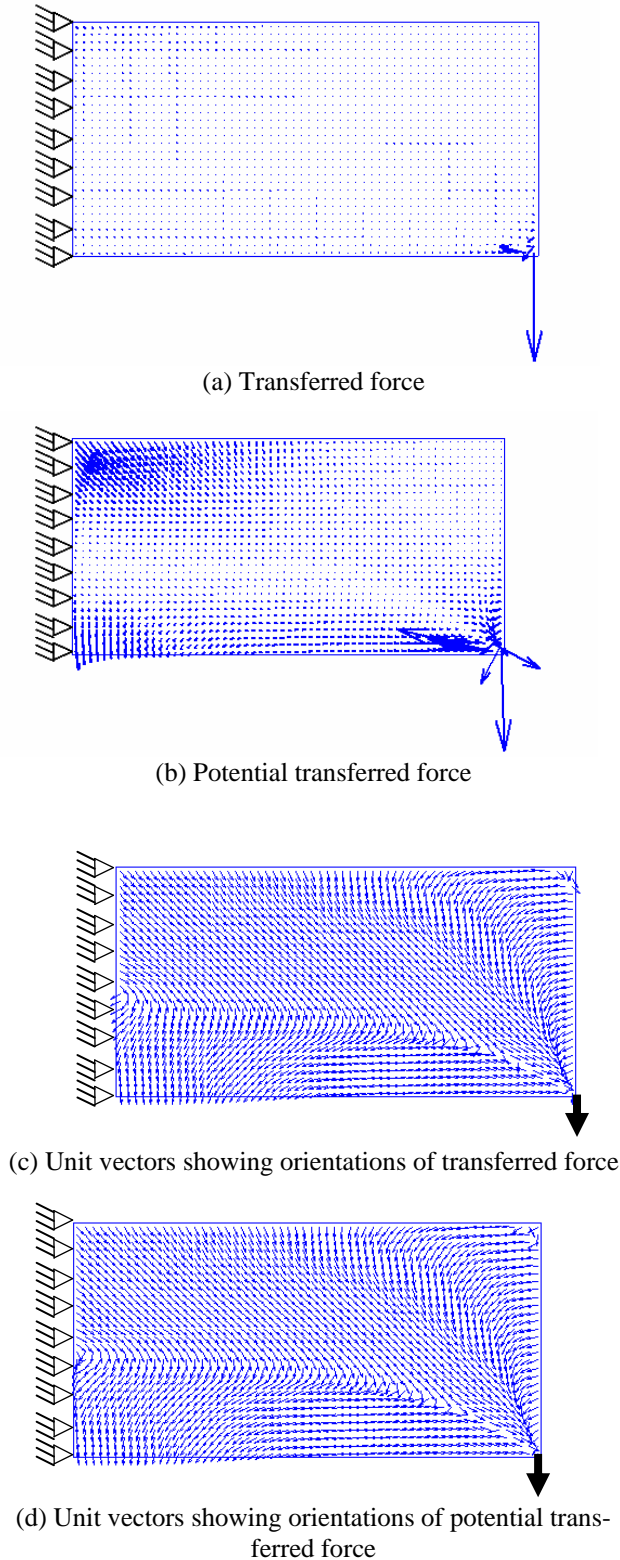 (a) Transferred force
(b) Potential transferred force
(c) Unit vectors showing orientations of transferred force
(d) Unit vectors showing orientations of potential trans-
ferred force